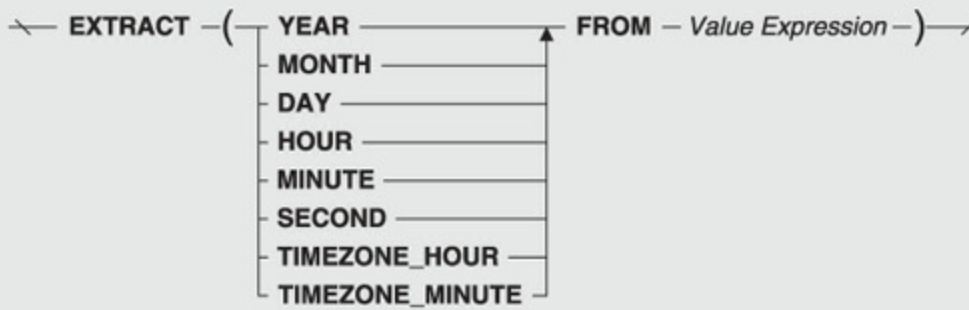 EXTRACT ( YEAR FROM Value Expression )
MONTH
DAY
HOUR
MINUTE
SECOND
TIMEZONE_HOUR
TIMEZONE_MINUTE